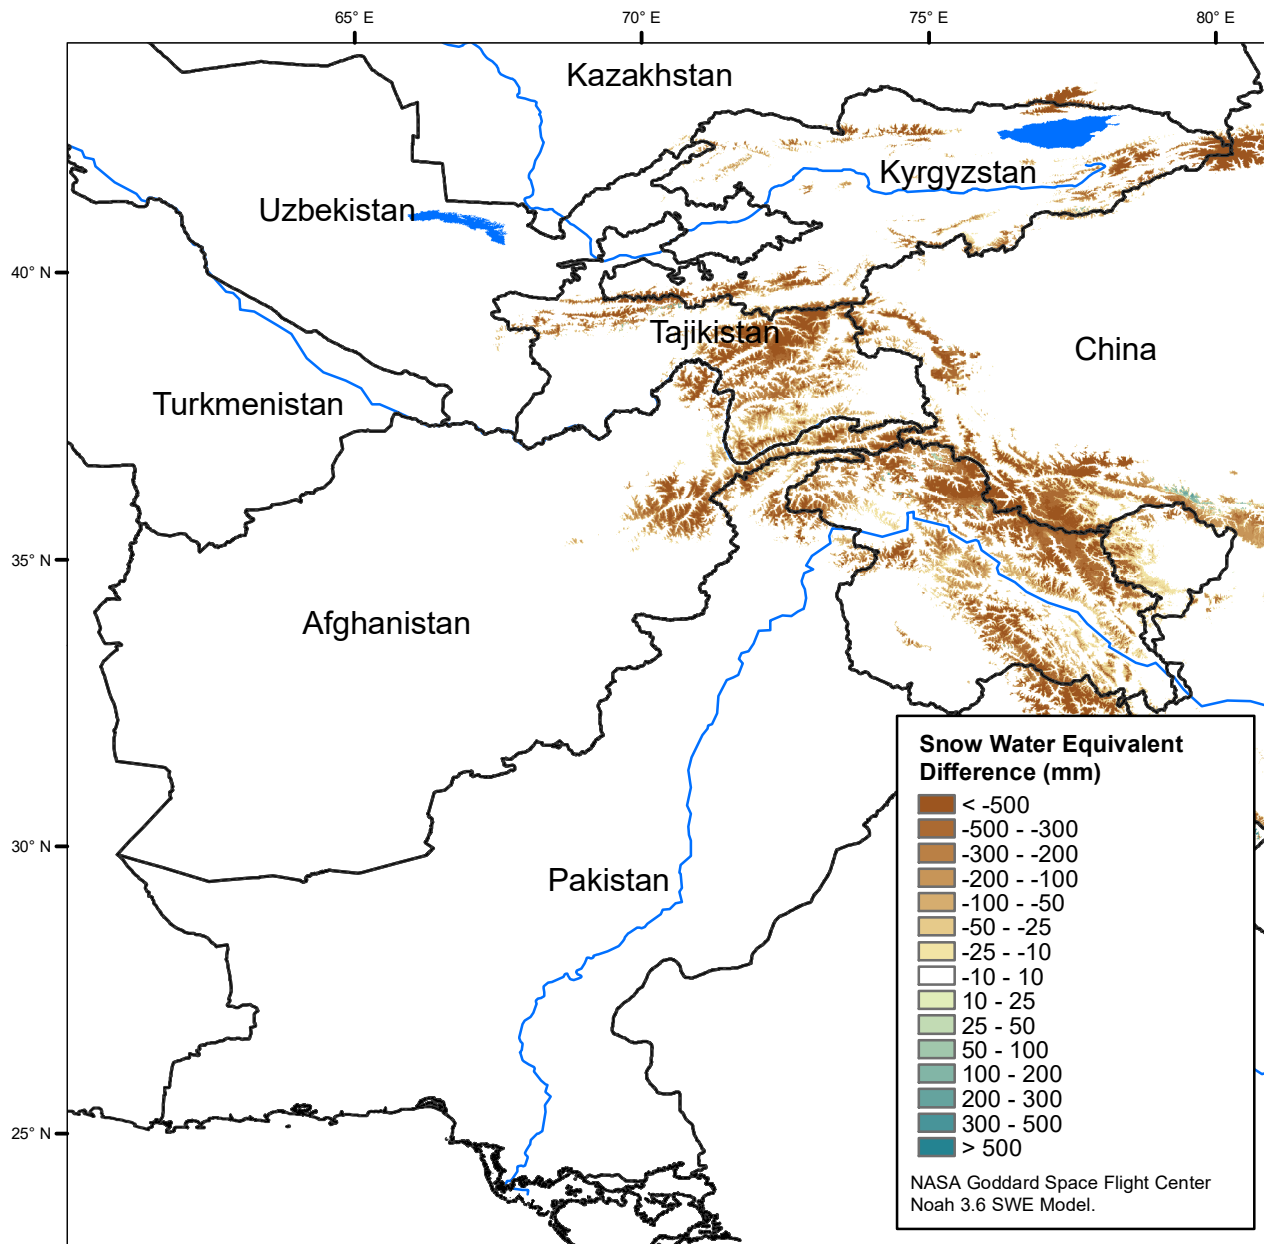 65° E
70° E
75° E
80° E
Kazakhstan
Kyrgyzstan
Uzbekistan
40° N
Tajikistan
China
Turkmenistan
35° N
Afghanistan
Snow Water Equivalent
Difference (mm)
< -500
-500 - -300
-300 - -200
-200 - -100
-100 - -50
-50 - -25
-25 - -10
-10 - 10
10 - 25
25 - 50
50 - 100
100 - 200
200 - 300
300 - 500
> 500
NASA Goddard Space Flight Center
Noah 3.6 SWE Model.
30° N
Pakistan
25° N